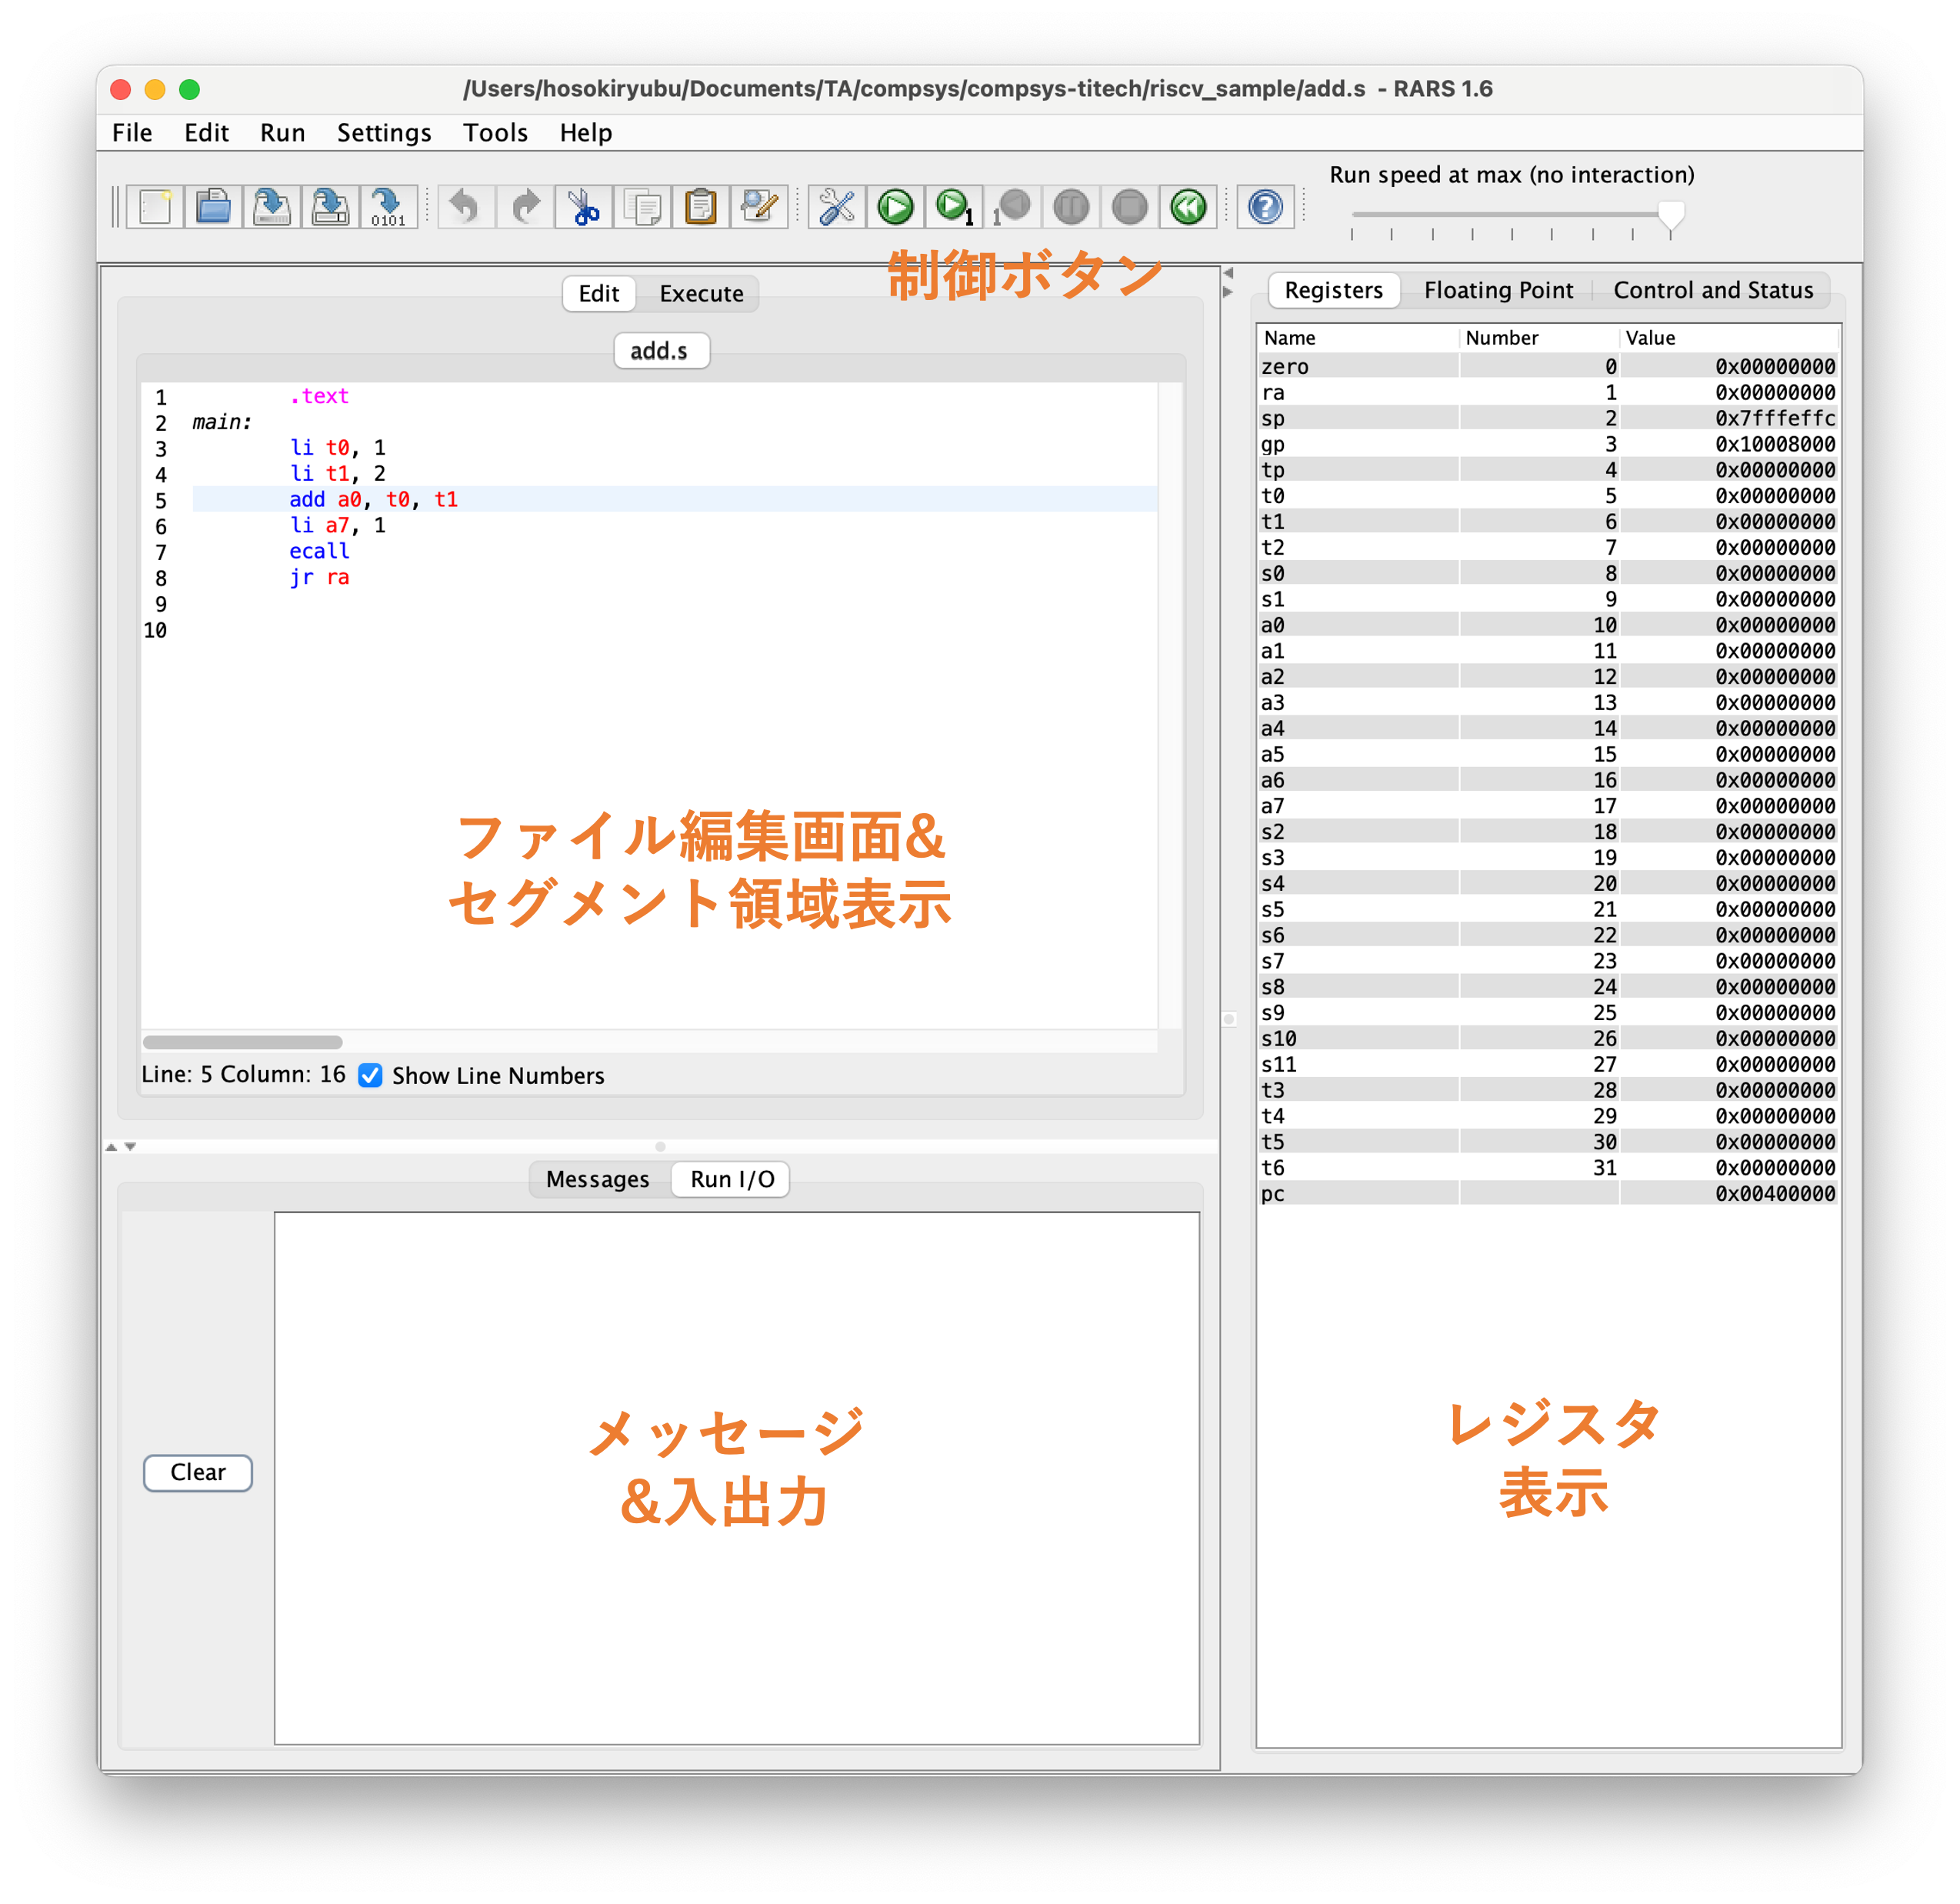 /Users/hosokiryubu/Documents/TA/compsys/compsys-titech/riscv_sample/add.s - RARS 1.6
File Edit Run Settings Tools Help
Run speed at max (no interaction)
0101
1
1
制御ボタン
Edit Execute
add.s
1 .text
2 main:
3 li t0, 1
4 li t1, 2
5 add a0, t0, t1
6 li a7, 1
7 ecall
8 jr ra
9
10
ファイル編集画面&
セグメント領域表示
Line: 5 Column: 16 Show Line Numbers
Messages Run I/O
Clear
メッセージ
&入出力
Registers Floating Point Control and Status
Name Number Value
zero 0 0x00000000
ra 1 0x00000000
sp 2 0x7fffeffc
gp 3 0x10008000
tp 4 0x00000000
t0 5 0x00000000
t1 6 0x00000000
t2 7 0x00000000
s0 8 0x00000000
s1 9 0x00000000
a0 10 0x00000000
a1 11 0x00000000
a2 12 0x00000000
a3 13 0x00000000
a4 14 0x00000000
a5 15 0x00000000
a6 16 0x00000000
a7 17 0x00000000
s2 18 0x00000000
s3 19 0x00000000
s4 20 0x00000000
s5 21 0x00000000
s6 22 0x00000000
s7 23 0x00000000
s8 24 0x00000000
s9 25 0x00000000
s10 26 0x00000000
s11 27 0x00000000
t3 28 0x00000000
t4 29 0x00000000
t5 30 0x00000000
t6 31 0x00000000
pc 0x00400000
レジスタ
表示